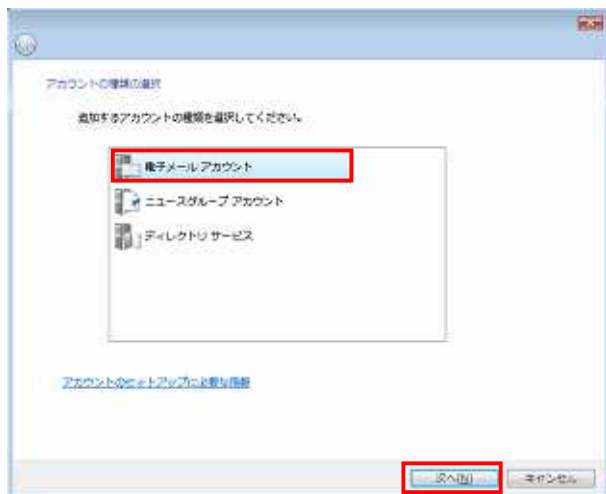 アカウントの種類の選択
追加するアカウントの種類を選択してください。
電子メール アカウント
ニュースグループ アカウント
ディレクトリ サービス
アカウントのセットアップに必要な情報
次へ(N)
キャンセル